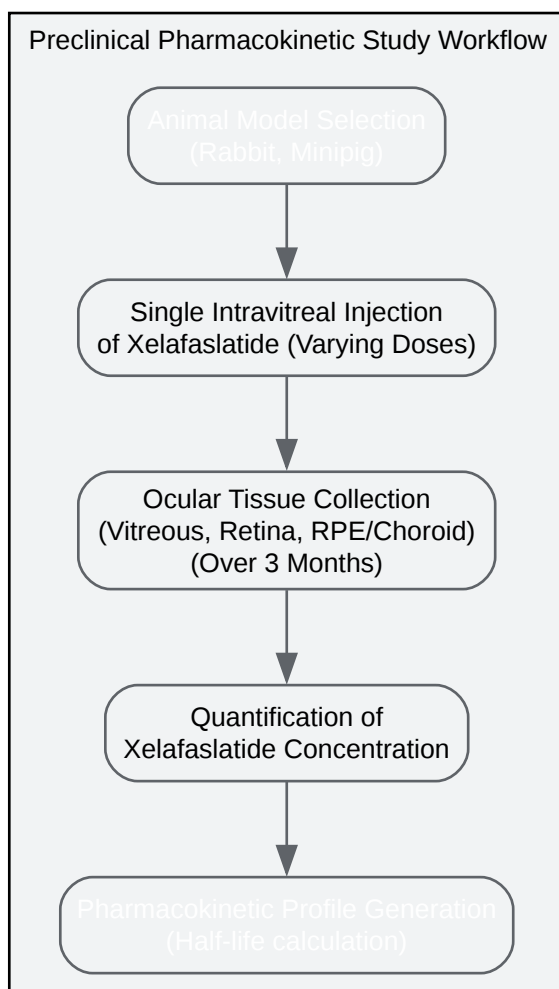 Preclinical Pharmacokinetic Study Workflow
Animal Model Selection
(Rabbit, Minipig)
Single Intravitreal Injection
of Xelafaslatide (Varying Doses)
Ocular Tissue Collection
(Vitreous, Retina, RPE/Choroid)
(Over 3 Months)
Quantification of
Xelafaslatide Concentration
Pharmacokinetic Profile Generation
(Half-life calculation)